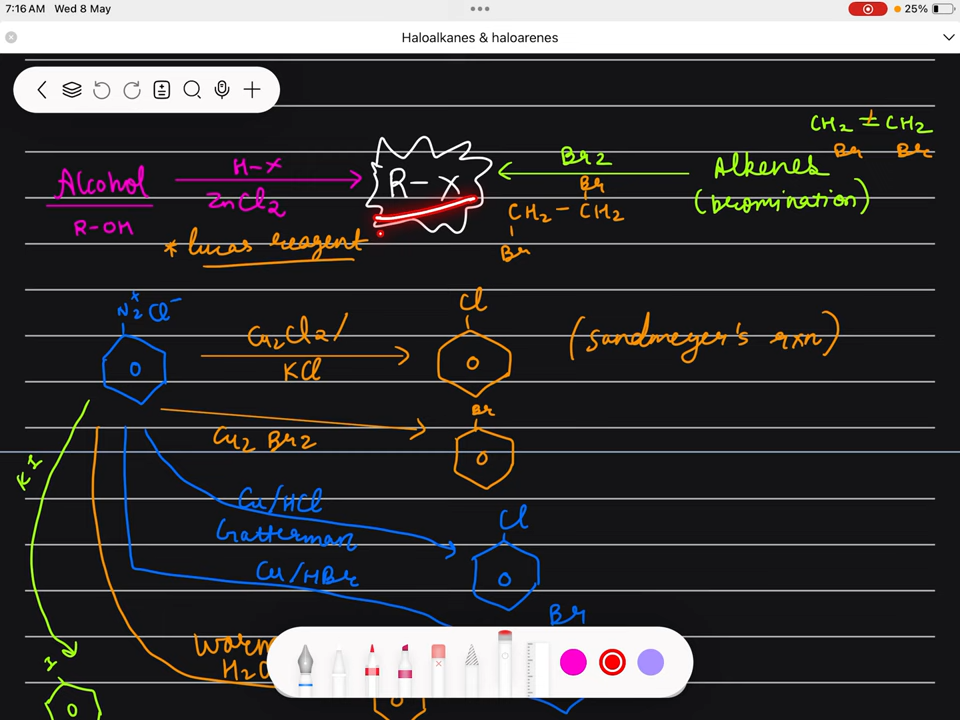 7:16 AM Wed 8 May
25%
Haloalkanes & haloarenes
CH2 = CH2
Br Br
Alcohol
R-OH
H-X
ZnCl2
R-X
Br2
Br
CH2 - CH2
Br
Alkenes
(bromination)
* lucas reagent
N2+ Cl-
Cu2Cl2/
KCl
Cl
(Sandmeyer's rxn)
Cu2 Br2
Br
KI
Cu/HCl
Gatterman
Cl
Cu/HBr
Br
Warm
H2O
I